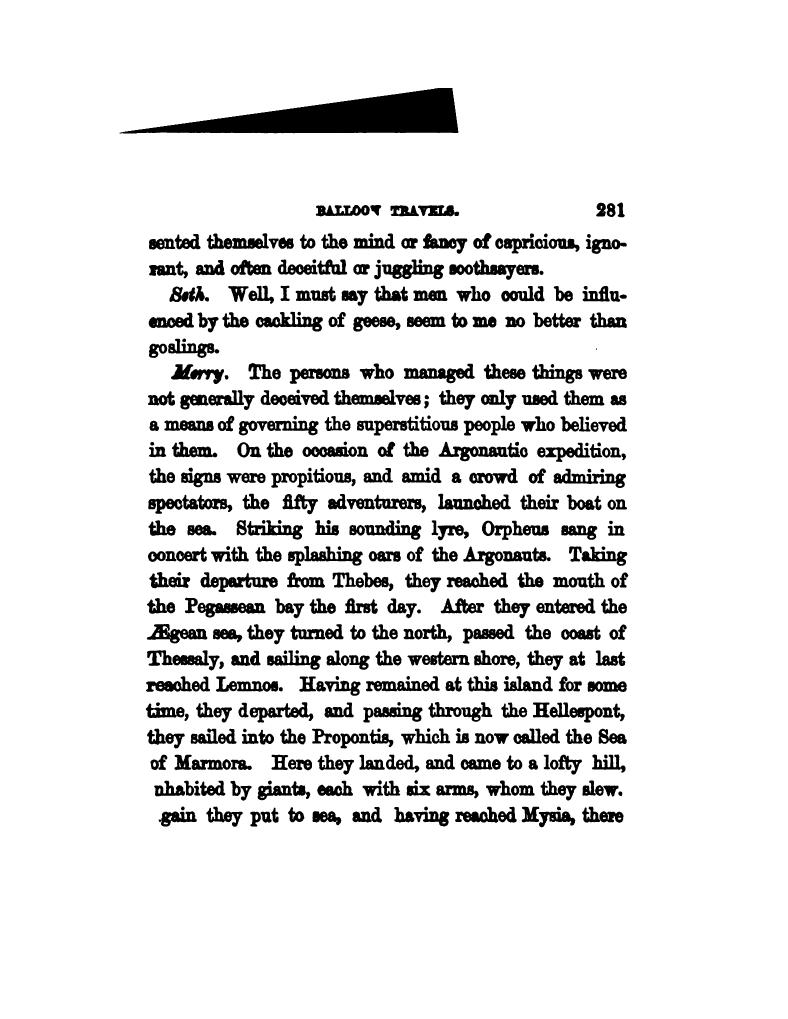 BALLOON TRAVELS. 281
sented themselves to the mind or fancy of capricious, igno-
rant, and often deceitful or juggling soothsayers.
Seth. Well, I must say that men who could be influ-
enced by the cackling of geese, seem to me no better than
goslings.
Merry. The persons who managed these things were
not generally deceived themselves; they only used them as
a means of governing the superstitious people who believed
in them. On the occasion of the Argonautic expedition,
the signs were propitious, and amid a crowd of admiring
spectators, the fifty adventurers, launched their boat on
the sea. Striking his sounding lyre, Orpheus sang in
concert with the splashing oars of the Argonauts. Taking
their departure from Thebes, they reached the mouth of
the Pegassean bay the first day. After they entered the
Ægean sea, they turned to the north, passed the coast of
Thessaly, and sailing along the western shore, they at last
reached Lemnos. Having remained at this island for some
time, they departed, and passing through the Hellespont,
they sailed into the Propontis, which is now called the Sea
of Marmora. Here they landed, and came to a lofty hill,
nhabited by giants, each with six arms, whom they slew.
gain they put to sea, and having reached Mysia, there